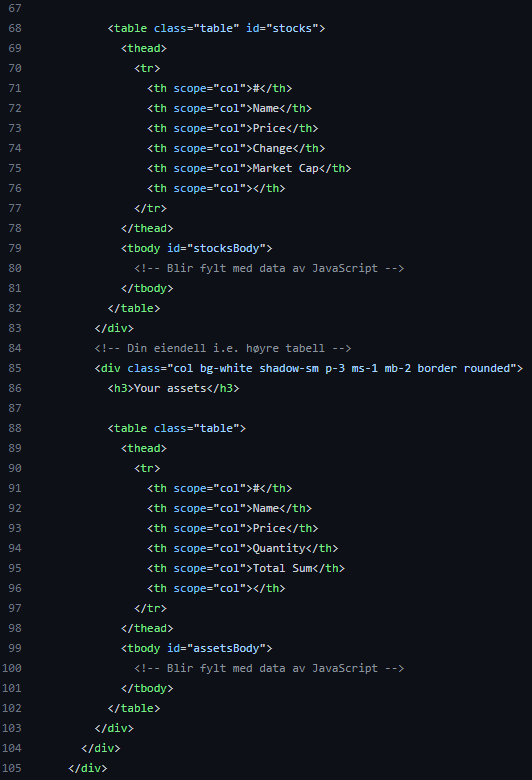 67
68 <table class="table" id="stocks">
69 <thead>
70 <tr>
71 <th scope="col">#</th>
72 <th scope="col">Name</th>
73 <th scope="col">Price</th>
74 <th scope="col">Change</th>
75 <th scope="col">Market Cap</th>
76 <th scope="col"></th>
77 </tr>
78 </thead>
79 <tbody id="stocksBody">
80 <!-- Blir fylt med data av JavaScript -->
81 </tbody>
82 </table>
83 </div>
84 <!-- Din eiendell i.e. høyre tabell -->
85 <div class="col bg-white shadow-sm p-3 ms-1 mb-2 border rounded">
86 <h3>Your assets</h3>
87
88 <table class="table">
89 <thead>
90 <tr>
91 <th scope="col">#</th>
92 <th scope="col">Name</th>
93 <th scope="col">Price</th>
94 <th scope="col">Quantity</th>
95 <th scope="col">Total Sum</th>
96 <th scope="col"></th>
97 </tr>
98 </thead>
99 <tbody id="assetsBody">
100 <!-- Blir fylt med data av JavaScript -->
101 </tbody>
102 </table>
103 </div>
104 </div>
105 </div>